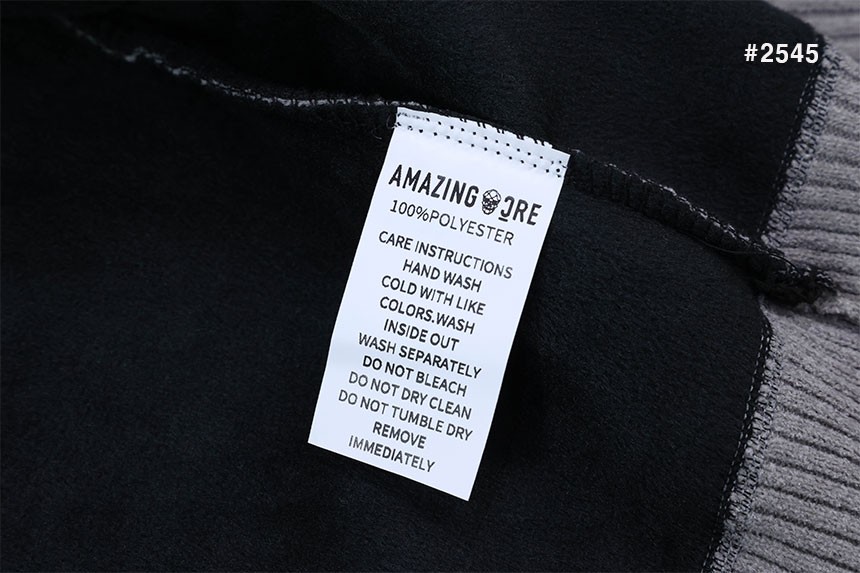 #2545
AMAZING CRE
100%POLYESTER
CARE INSTRUCTIONS
HAND WASH
COLD WITH LIKE
COLORS.WASH
INSIDE OUT
WASH SEPARATELY
DO NOT BLEACH
DO NOT DRY CLEAN
DO NOT TUMBLE DRY
REMOVE
IMMEDIATELY